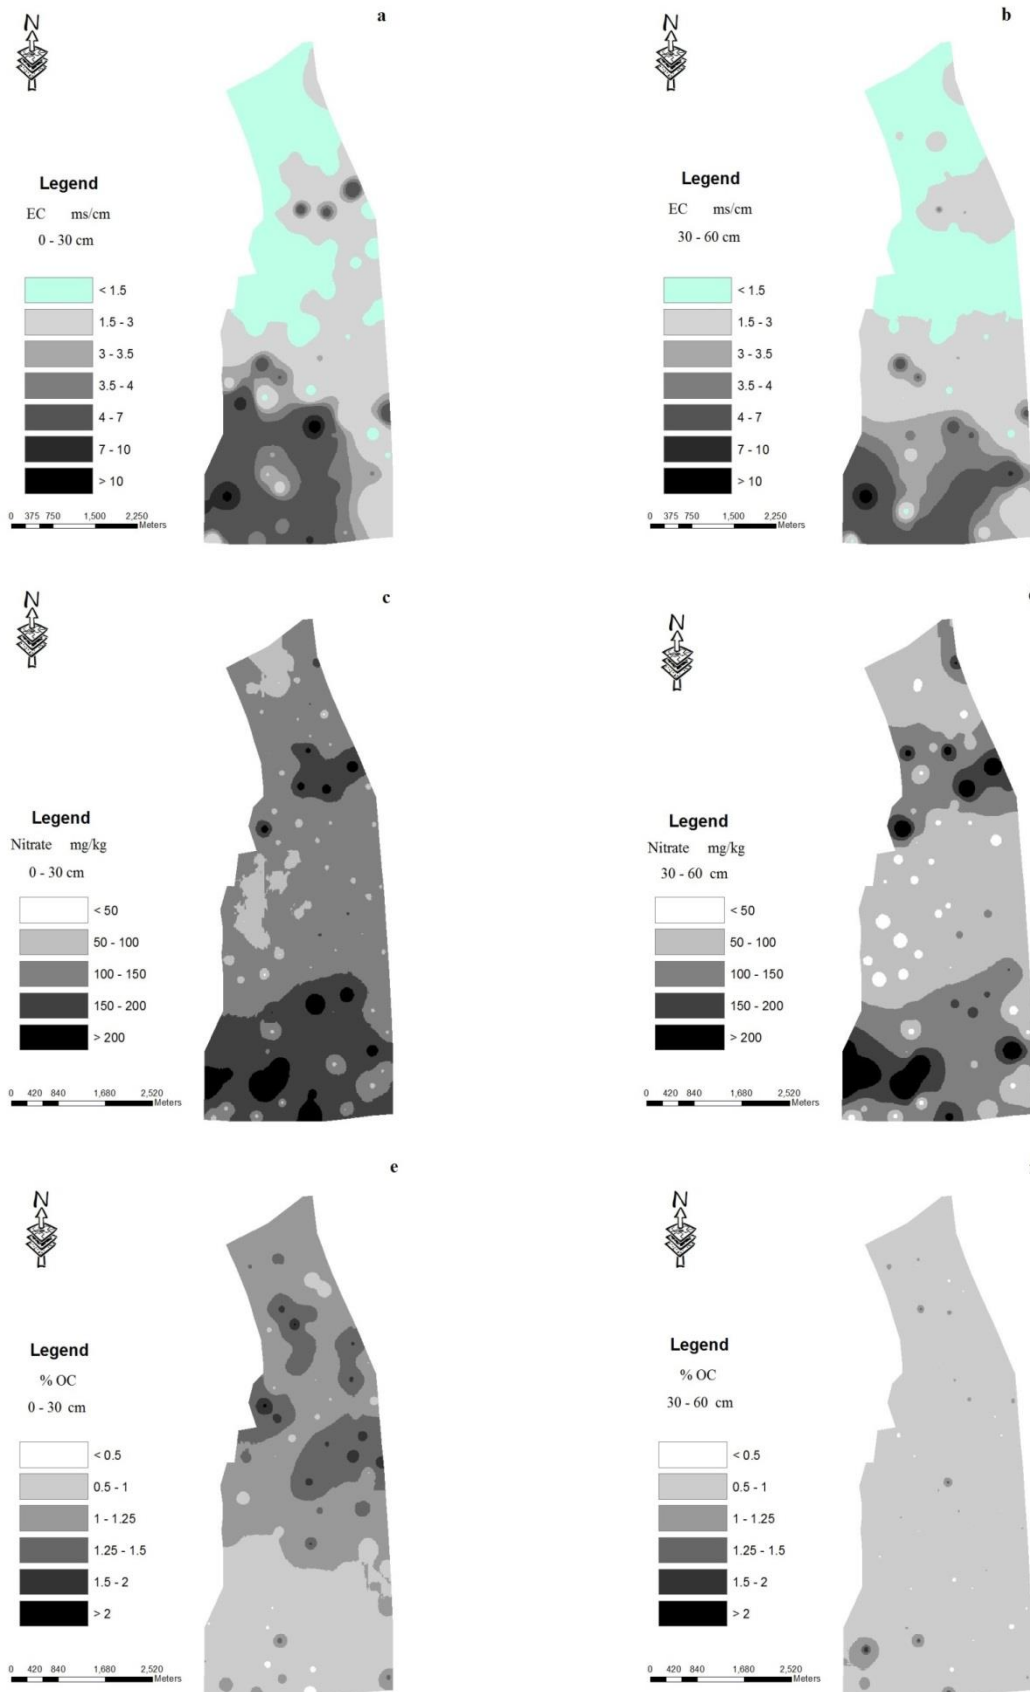 a
N
Legend
EC ms/cm
0 - 30 cm
< 1.5
1.5 - 3
3 - 3.5
3.5 - 4
4 - 7
7 - 10
> 10
0 375 750 1,500 2,250
Meters
b
N
Legend
EC ms/cm
30 - 60 cm
< 1.5
1.5 - 3
3 - 3.5
3.5 - 4
4 - 7
7 - 10
> 10
0 375 750 1,500 2,250
Meters
c
N
Legend
Nitrate mg/kg
0 - 30 cm
< 50
50 - 100
100 - 150
150 - 200
> 200
0 420 840 1,680 2,520
Meters
N
Legend
Nitrate mg/kg
30 - 60 cm
< 50
50 - 100
100 - 150
150 - 200
> 200
0 420 840 1,680 2,520
Meters
e
N
Legend
% OC
0 - 30 cm
< 0.5
0.5 - 1
1 - 1.25
1.25 - 1.5
1.5 - 2
> 2
0 420 840 1,680 2,520
Meters
N
Legend
% OC
30 - 60 cm
< 0.5
0.5 - 1
1 - 1.25
1.25 - 1.5
1.5 - 2
> 2
0 420 840 1,680 2,520
Meters